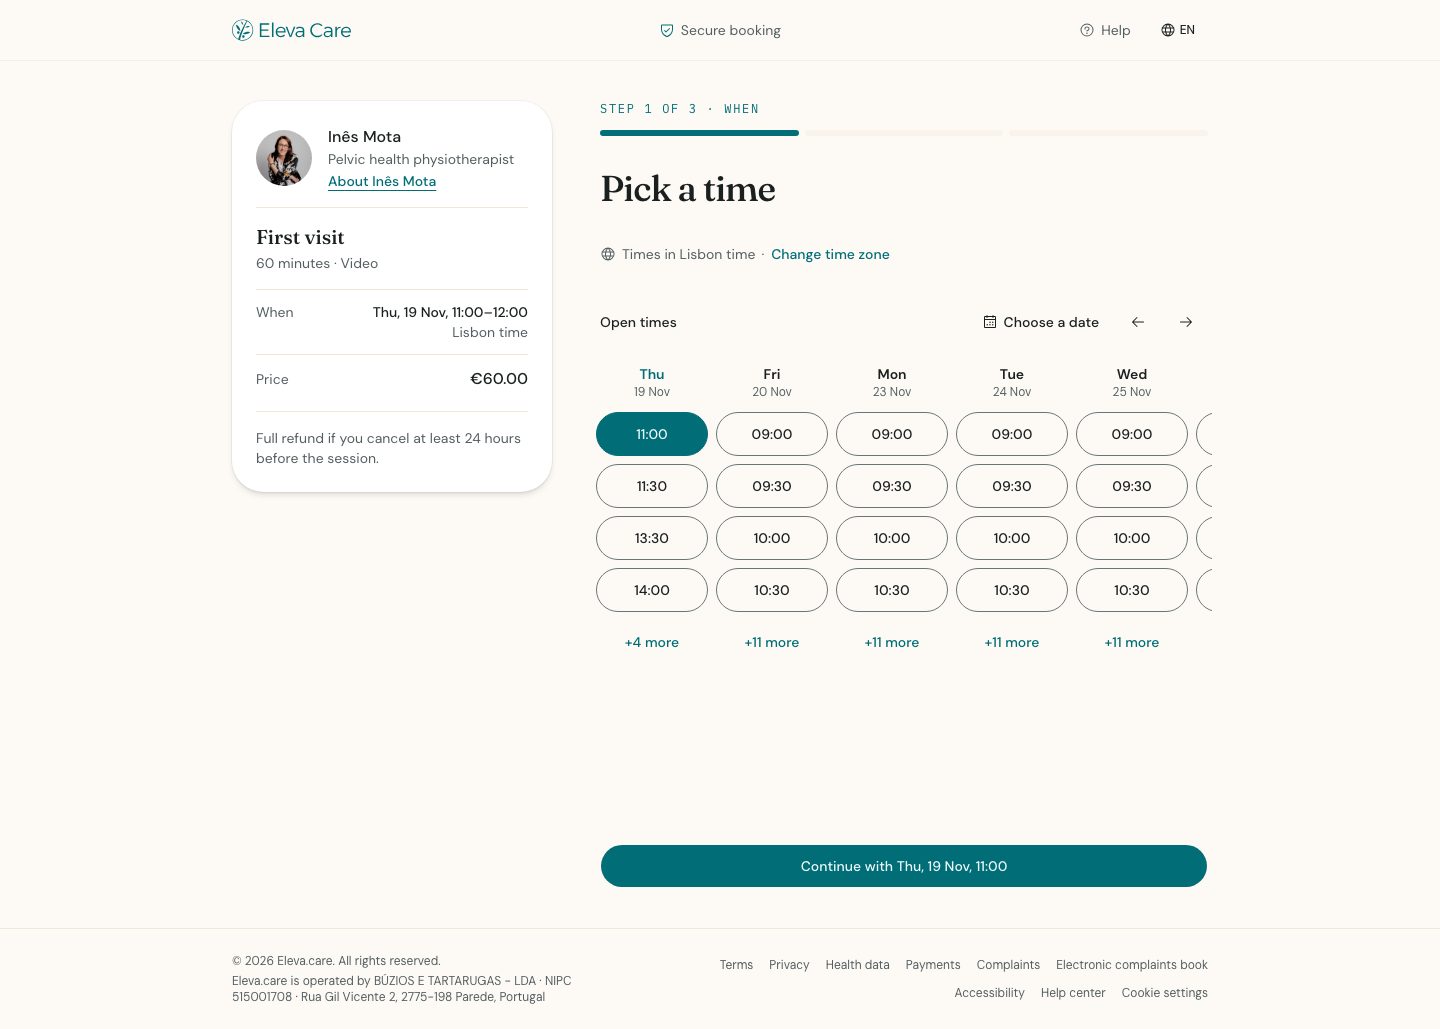 Eleva Care
Secure booking
Help
EN
Inês Mota
Pelvic health physiotherapist
About Inês Mota
First visit
60 minutes · Video
When
Thu, 19 Nov, 11:00–12:00
Lisbon time
Price
€60.00
Full refund if you cancel at least 24 hours
before the session.
STEP 1 OF 3 · WHEN
Pick a time
Times in Lisbon time · Change time zone
Open times
Choose a date
Thu Fri Mon Tue Wed
19 Nov 20 Nov 23 Nov 24 Nov 25 Nov
11:00 09:00 09:00 09:00 09:00
11:30 09:30 09:30 09:30 09:30
13:30 10:00 10:00 10:00 10:00
14:00 10:30 10:30 10:30 10:30
+4 more +11 more +11 more +11 more +11 more
Continue with Thu, 19 Nov, 11:00
© 2026 Eleva.care. All rights reserved.
Eleva.care is operated by BÚZIOS E TARTARUGAS – LDA · NIPC
515001708 · Rua Gil Vicente 2, 2775-198 Parede, Portugal
Terms Privacy Health data Payments Complaints Electronic complaints book
Accessibility Help center Cookie settings